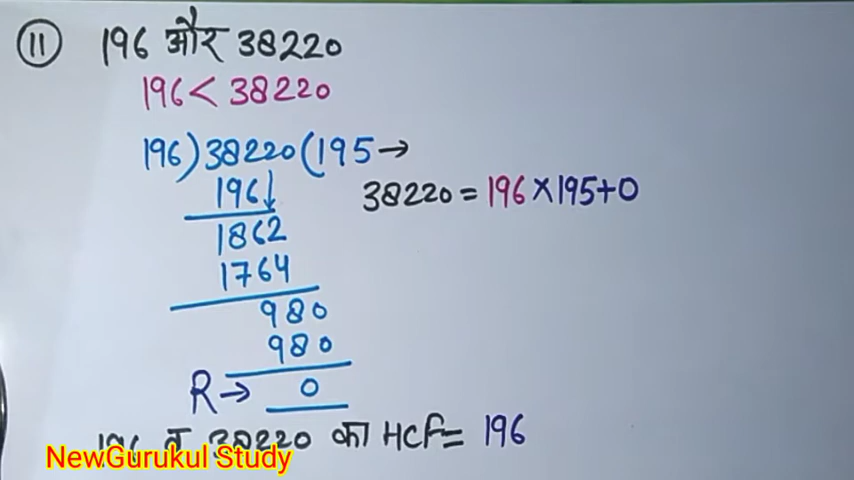 (11) 196 और 38220
196 < 38220
196 ) 38220 ( 195 →
196↓
38220 = 196 × 195 + 0
1862
1764
980
980
R → 0
196 व 38220 का HCF = 196
NewGurukul Study